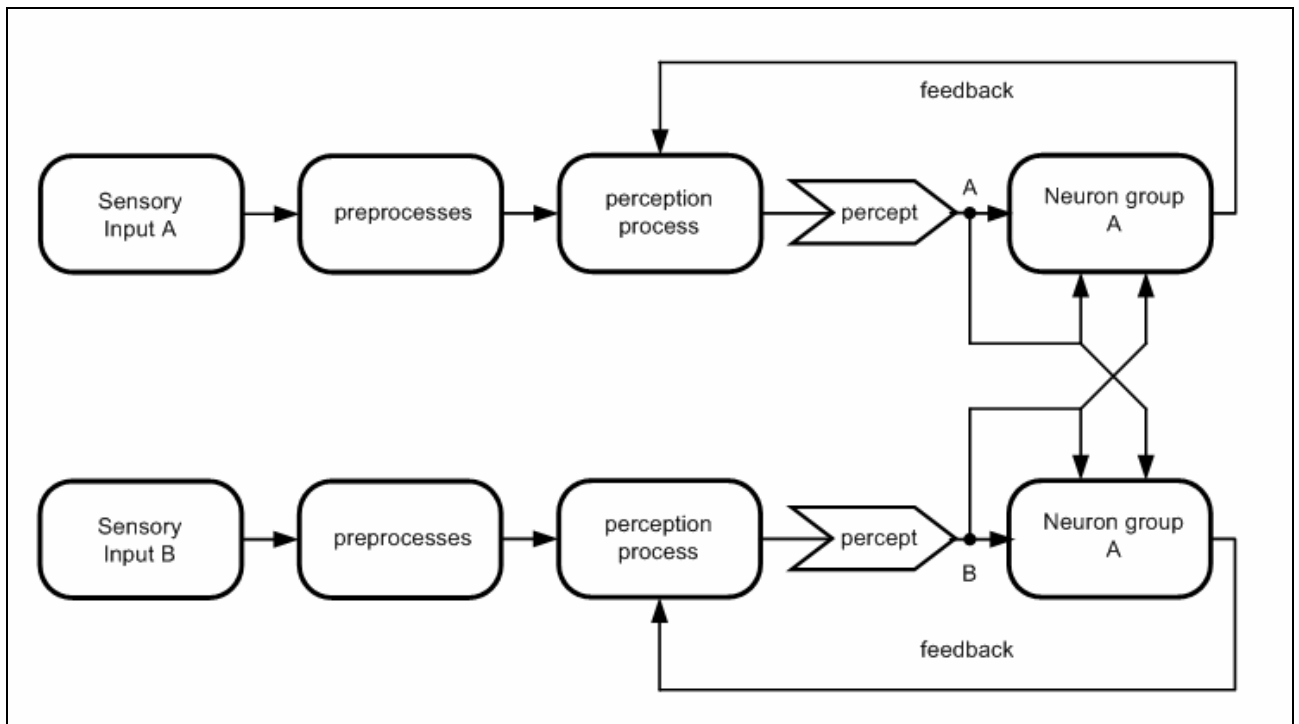 feedback
Sensory
Input A
preprocesses
perception
process
percept
A
Neuron group
A
Sensory
Input B
preprocesses
perception
process
percept
B
Neuron group
A
feedback